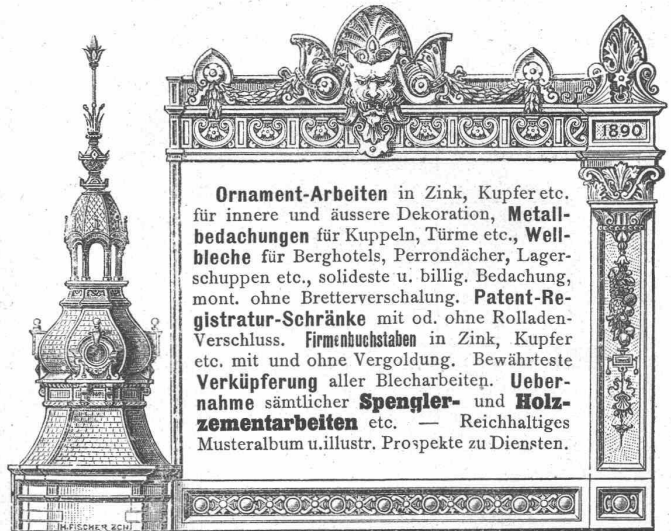 1890
Ornament-Arbeiten in Zink, Kupfer etc.
für innere und äussere Dekoration, Metall-
bedachungen für Kuppeln, Türme etc., Well-
bleche für Berghotels, Perrondächer, Lager-
schuppen etc., solideste u. billig. Bedachung,
mont. ohne Bretterverschalung. Patent-Re-
gistratur-Schränke mit od. ohne Rolladen-
Verschluss. Firmenbuchstaben in Zink, Kupfer
etc. mit und ohne Vergoldung. Bewährteste
Verküpferung aller Blecharbeiten. Ueber-
nahme sämtlicher Spengler- und Holz-
zementarbeiten etc. — Reichhaltiges
Musteralbum u. illustr. Prospekte zu Diensten.
H. FISCHER ZCH